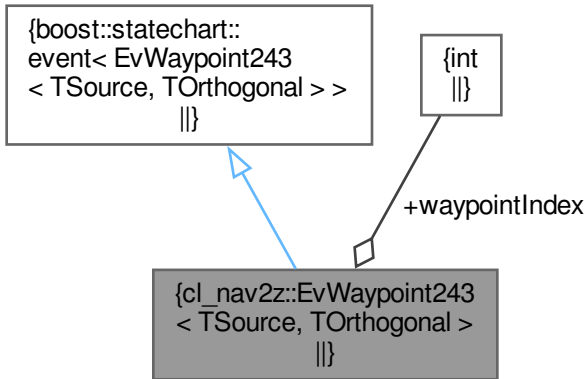 {boost::statechart::
event< EvWaypoint243
< TSource, TOrthogonal > >
||}
{int
||}
+waypointIndex
{cl_nav2z::EvWaypoint243
< TSource, TOrthogonal >
||}